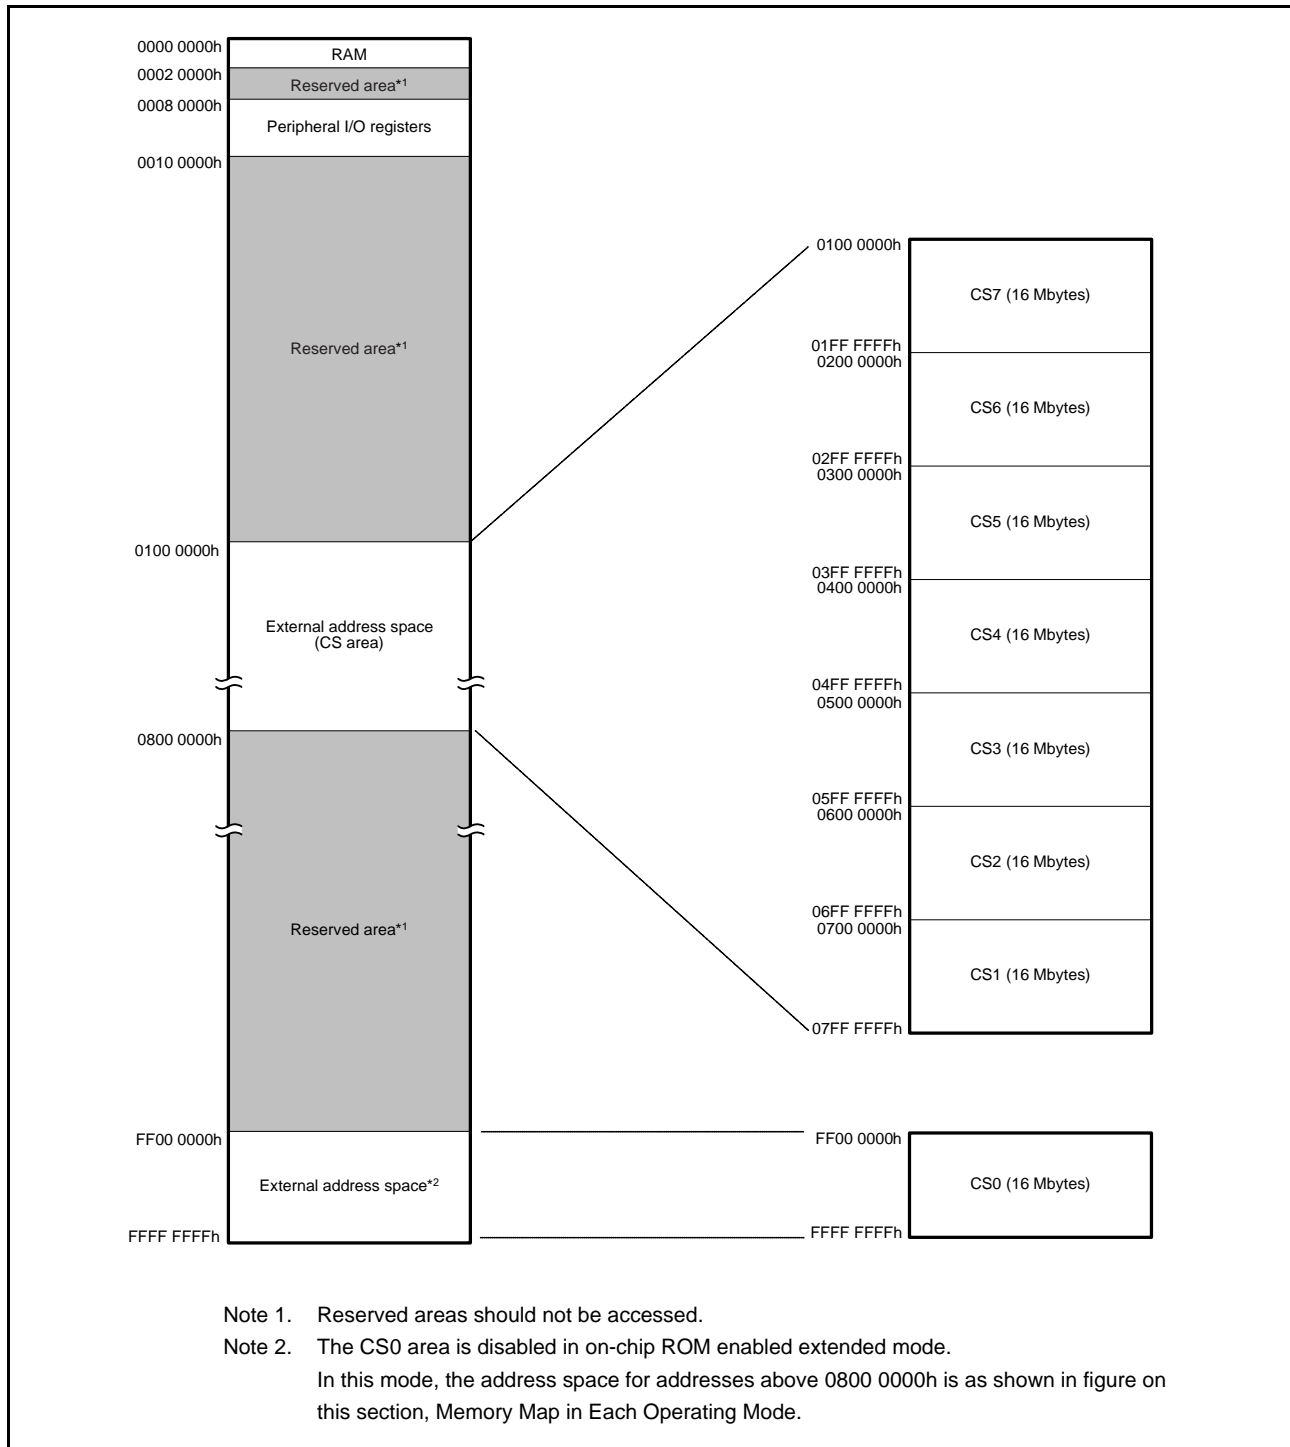 0000 0000h
RAM
0002 0000h
Reserved area*1
0008 0000h
Peripheral I/O registers
0010 0000h
Reserved area*1
0100 0000h
External address space
(CS area)
0800 0000h
Reserved area*1
FF00 0000h
External address space*2
FFFF FFFFh
0100 0000h
CS7 (16 Mbytes)
01FF FFFFh
0200 0000h
CS6 (16 Mbytes)
02FF FFFFh
0300 0000h
CS5 (16 Mbytes)
03FF FFFFh
0400 0000h
CS4 (16 Mbytes)
04FF FFFFh
0500 0000h
CS3 (16 Mbytes)
05FF FFFFh
0600 0000h
CS2 (16 Mbytes)
06FF FFFFh
0700 0000h
CS1 (16 Mbytes)
07FF FFFFh
FF00 0000h
CS0 (16 Mbytes)
FFFF FFFFh
Note 1. Reserved areas should not be accessed.
Note 2. The CS0 area is disabled in on-chip ROM enabled extended mode.
In this mode, the address space for addresses above 0800 0000h is as shown in figure on
this section, Memory Map in Each Operating Mode.